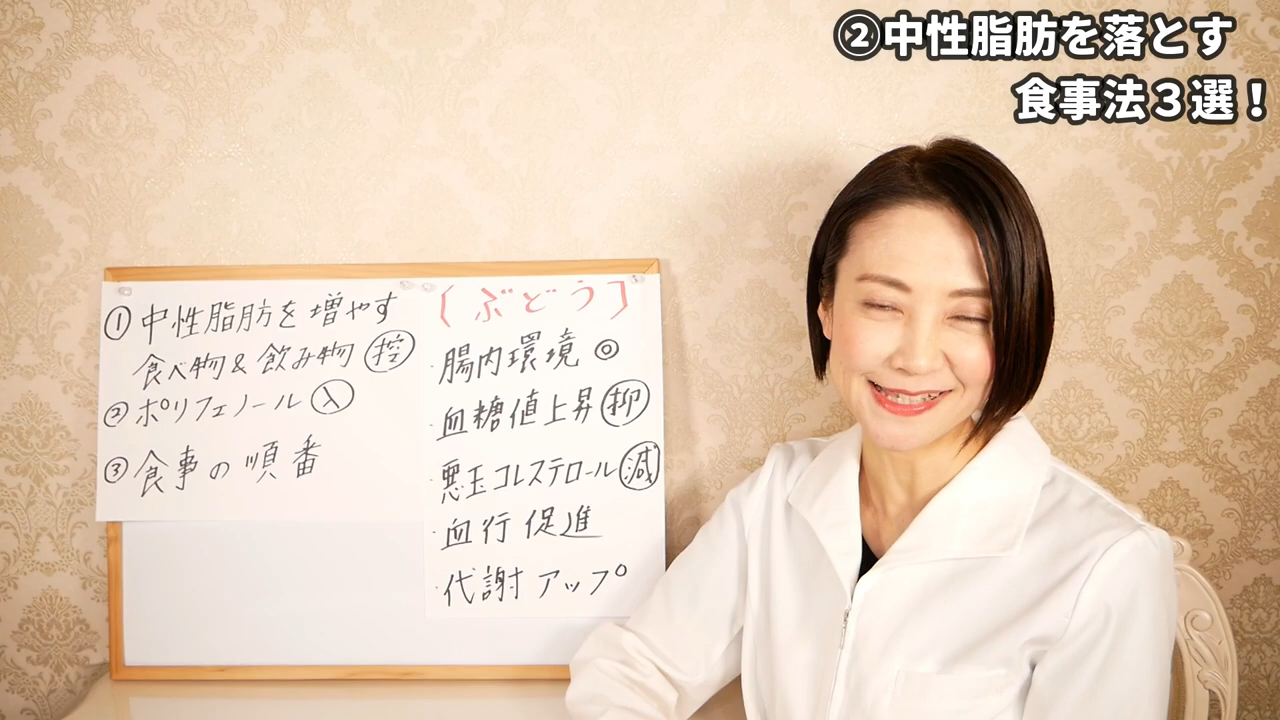 ②中性脂肪を落とす
食事法３選！
①中性脂肪を増やす
食べ物&飲み物㊙控
②ポリフェノール入
③食事の順番
〔ぶどう〕
・腸内環境◎
・血糖値上昇抑
・悪玉コレステロール減
・血行促進
・代謝アップ